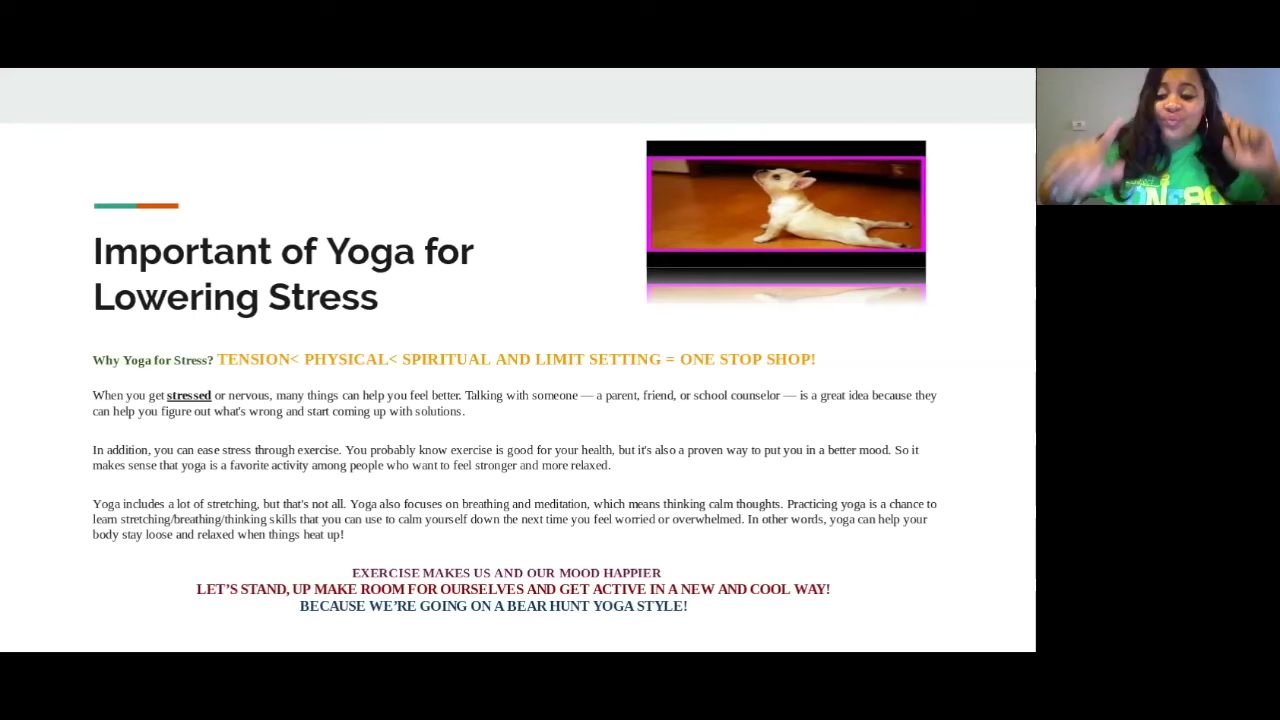 Important of Yoga for
Lowering Stress
Why Yoga for Stress? TENSION< PHYSICAL< SPIRITUAL AND LIMIT SETTING = ONE STOP SHOP!
When you get stressed or nervous, many things can help you feel better. Talking with someone — a parent, friend, or school counselor — is a great idea because they
can help you figure out what's wrong and start coming up with solutions.
In addition, you can ease stress through exercise. You probably know exercise is good for your health, but it's also a proven way to put you in a better mood. So it
makes sense that yoga is a favorite activity among people who want to feel stronger and more relaxed.
Yoga includes a lot of stretching, but that's not all. Yoga also focuses on breathing and meditation, which means thinking calm thoughts. Practicing yoga is a chance to
learn stretching/breathing/thinking skills that you can use to calm yourself down the next time you feel worried or overwhelmed. In other words, yoga can help your
body stay loose and relaxed when things heat up!
EXERCISE MAKES US AND OUR MOOD HAPPIER
LET'S STAND, UP MAKE ROOM FOR OURSELVES AND GET ACTIVE IN A NEW AND COOL WAY!
BECAUSE WE'RE GOING ON A BEAR HUNT YOGA STYLE!